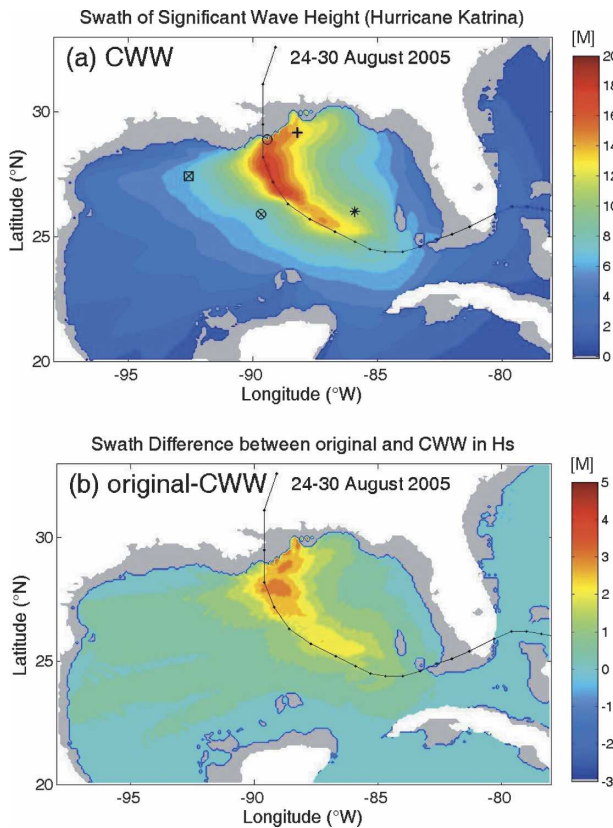 Swath of Significant Wave Height (Hurricane Katrina)
[M]
(a) CWW
24-30 August 2005
30
25
20
Latitude (°N)
-95
-90
-85
-80
Longitude (°W)
20
18
16
14
12
10
8
6
4
2
0
Swath Difference between original and CWW in Hs
[M]
(b) original-CWW
24-30 August 2005
30
25
20
Latitude (°N)
-95
-90
-85
-80
Longitude (°W)
5
4
3
2
1
0
-1
-2
-3